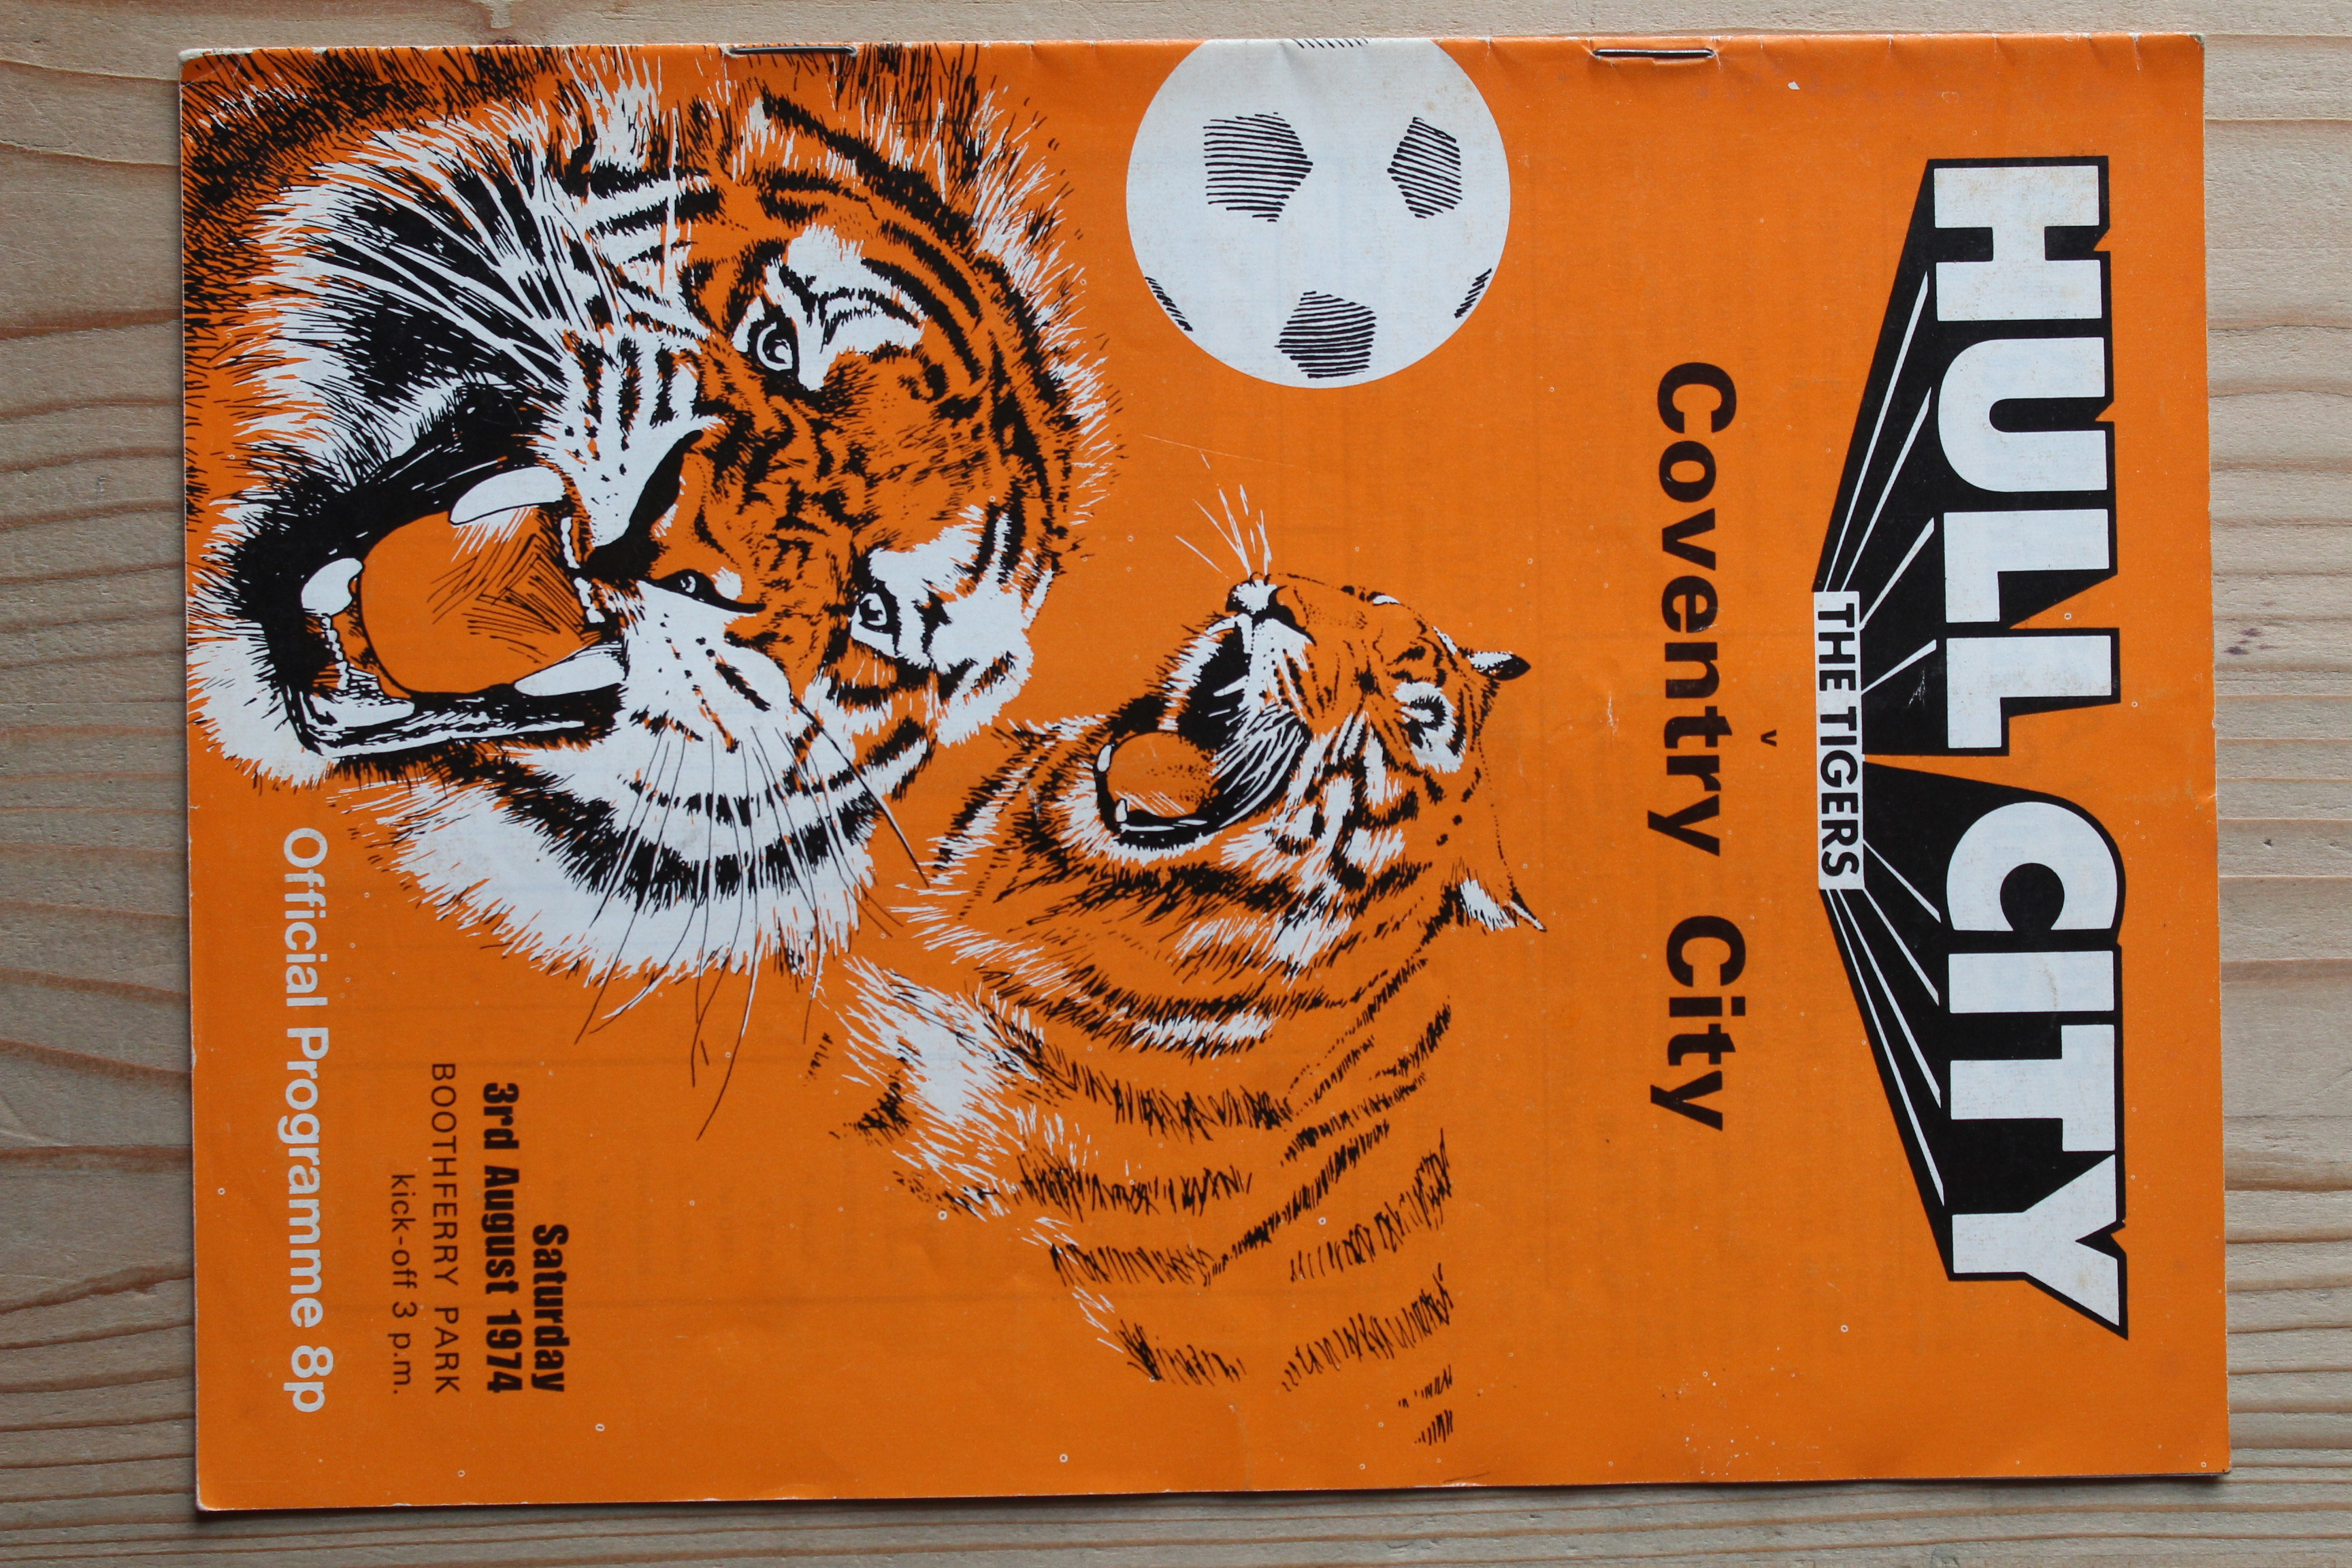 HULL CITY
THE TIGERS
v
Coventry City
Saturday
3rd August 1974
BOOTHFERRY PARK
kick-off 3 p.m.
Official Programme 8p